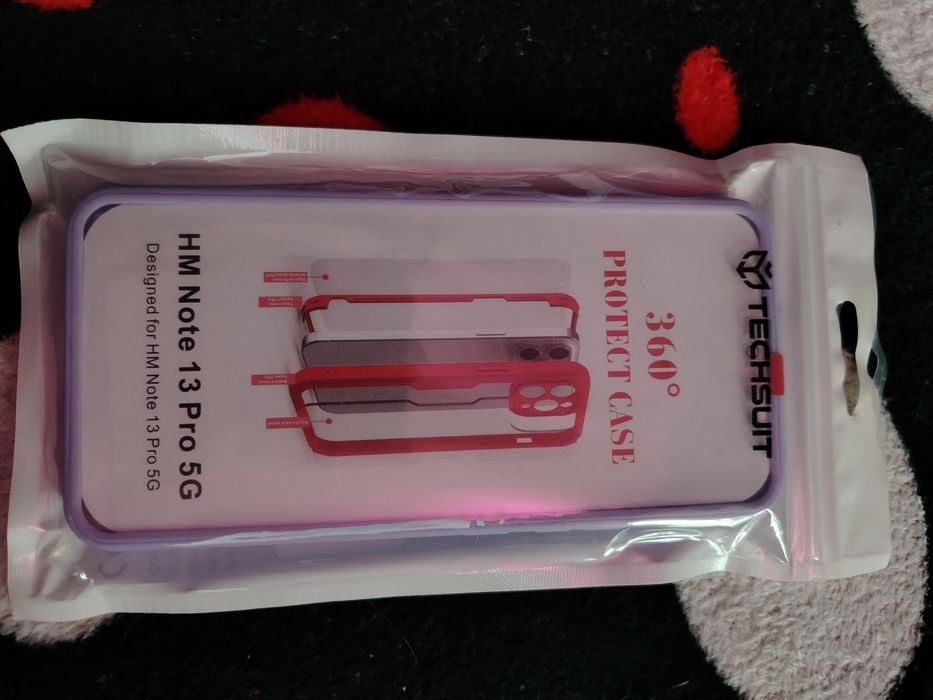 TECHSUIT
360°
PROTECT CASE
HM Note 13 Pro 5G
Designed for HM Note 13 Pro 5G